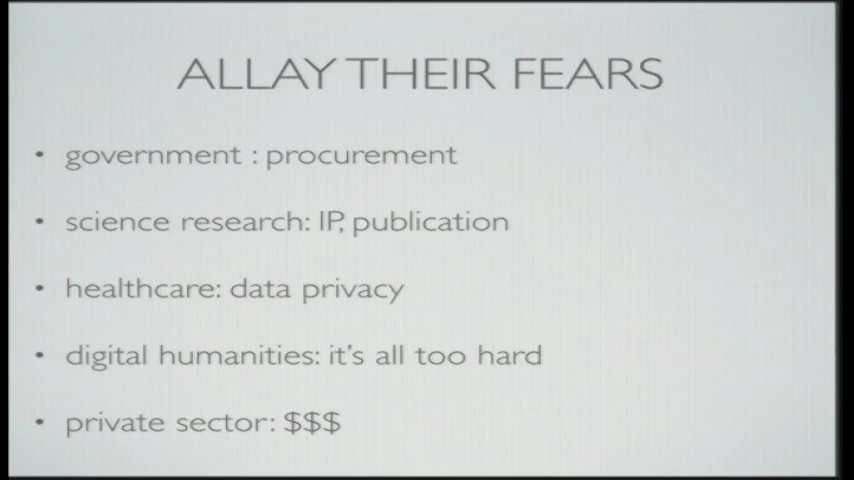 ALLAY THEIR FEARS
• government : procurement
• science research: IP, publication
• healthcare: data privacy
• digital humanities: it's all too hard
• private sector: $$$